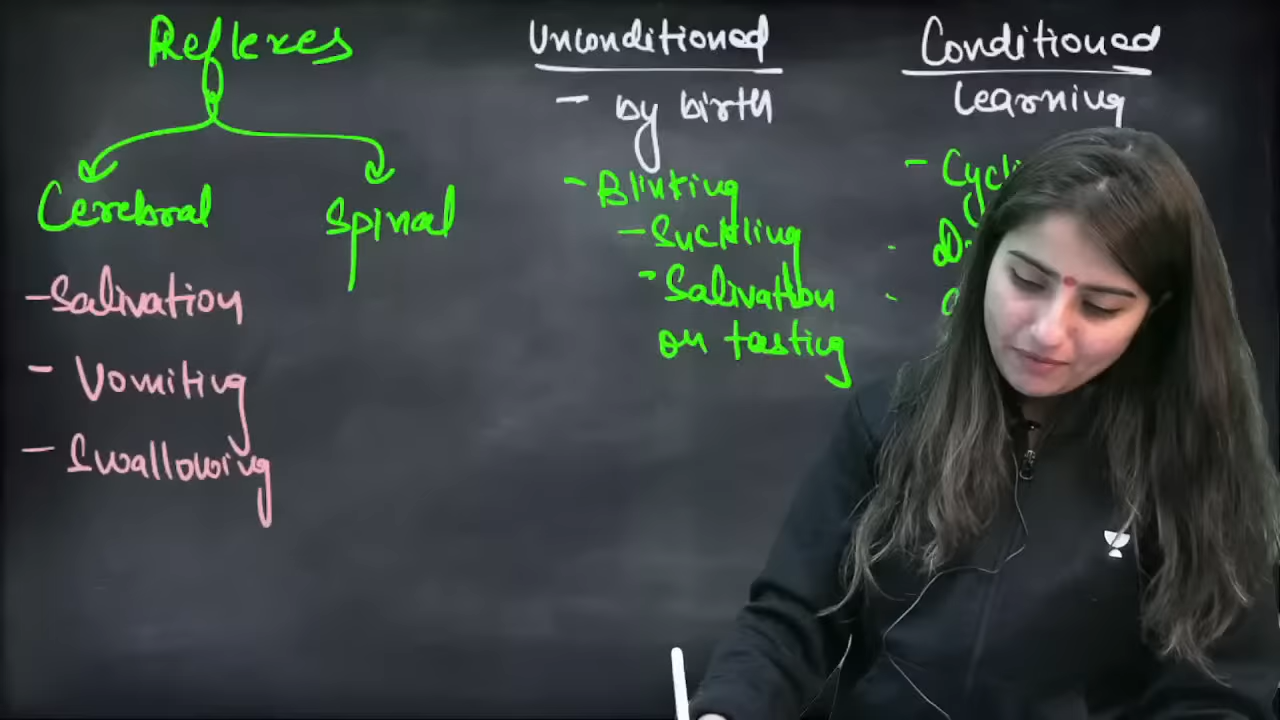 Reflexes
Cerebral
Spinal
- Salivation
- Vomiting
- Swallowing
Unconditioned
- by birth
- Blinking
- Suckling
- Salivation
on tasting
Conditioned
Learning